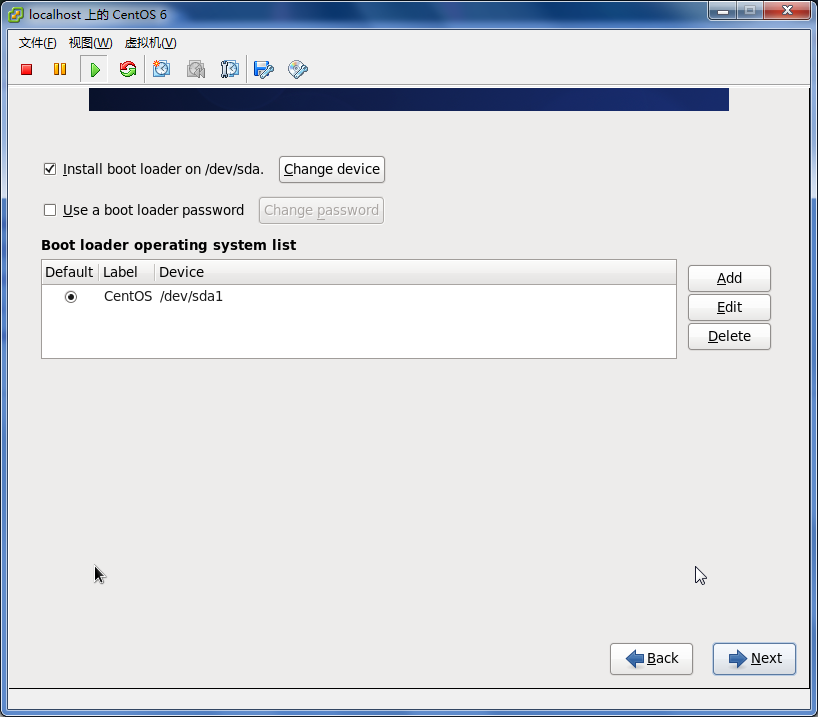 localhost 上的 CentOS 6
文件(F) 视图(W) 虚拟机(V)
Install boot loader on /dev/sda. Change device
Use a boot loader password Change password
Boot loader operating system list
Default Label Device
CentOS /dev/sda1
Add
Edit
Delete
Back Next